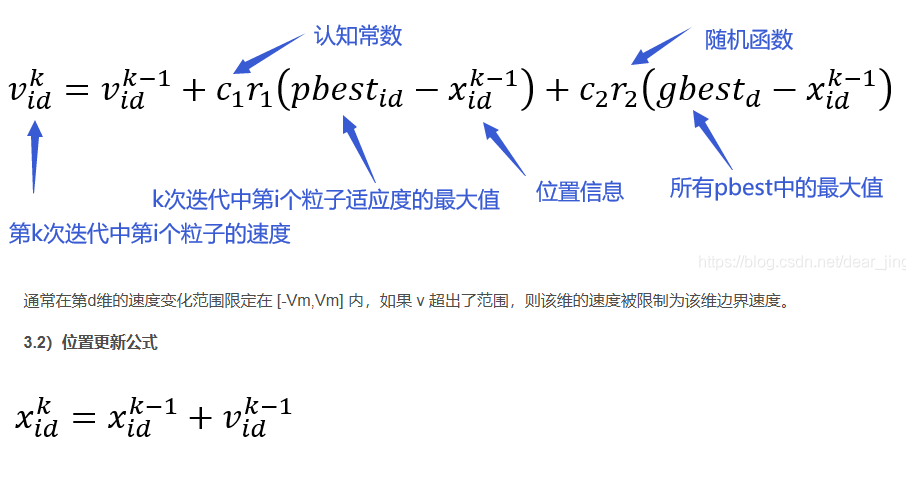 认知常数
随机函数
v_{id}^{k} = v_{id}^{k-1} + c_1r_1(pbest_{id} − x_{id}^{k-1}) + c_2r_2(gbest_d − x_{id}^{k-1})
k次迭代中第i个粒子适应度的最大值
位置信息
所有pbest中的最大值
第k次迭代中第i个粒子的速度
https://blog.csdn.net/dear_jing
通常在第d维的速度变化范围限定在 [-Vm,Vm] 内，如果 v 超出了范围，则该维的速度被限制为该维边界速度。
3.2）位置更新公式
x_{id}^{k} = x_{id}^{k-1} + v_{id}^{k-1}